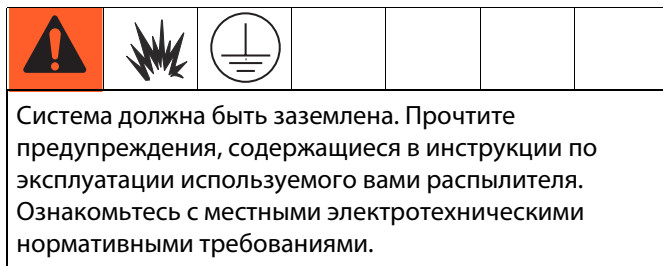 Система должна быть заземлена. Прочтите
предупреждения, содержащиеся в инструкции по
эксплуатации используемого вами распылителя.
Ознакомьтесь с местными электротехническими
нормативными требованиями.